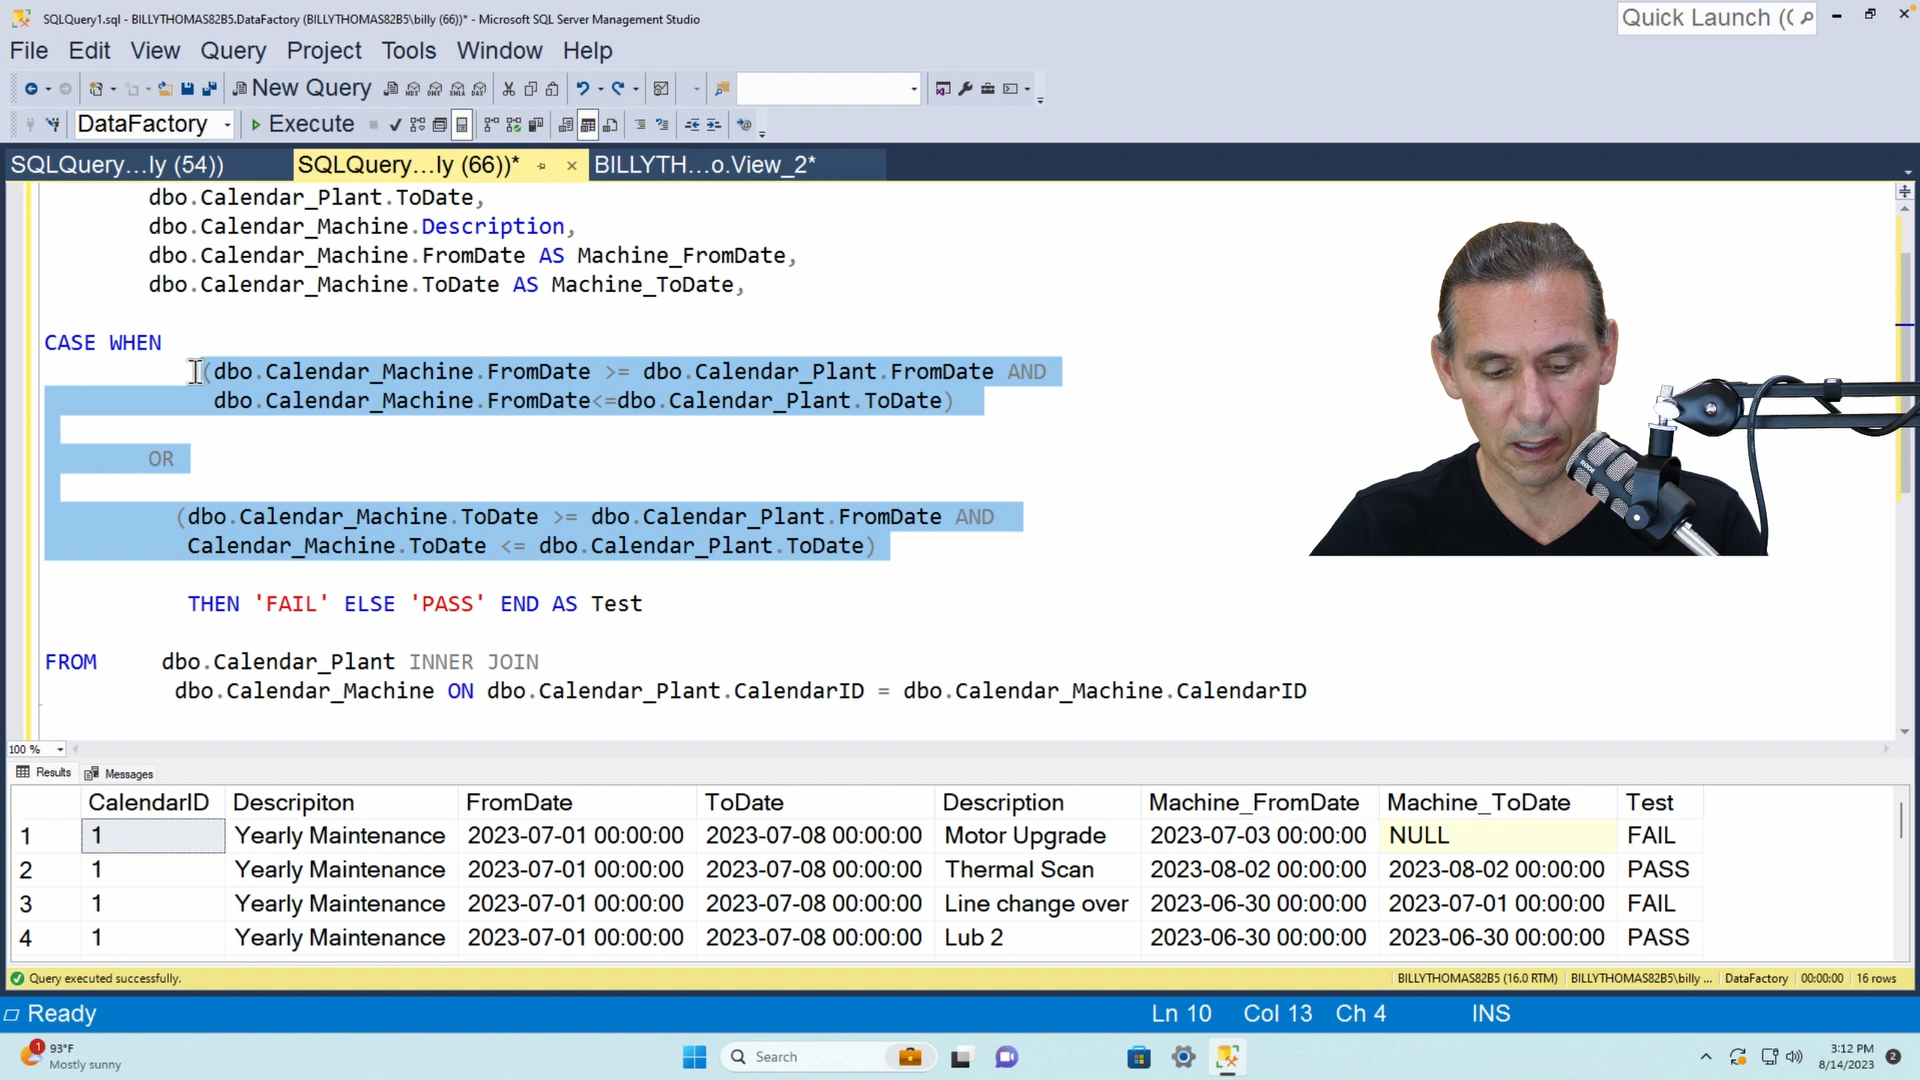 SQLQuery1.sql - BILLYTHOMAS82B5.DataFactory (BILLYTHOMAS82B5\billy (66))* - Microsoft SQL Server Management Studio
Quick Launch (
File Edit View Query Project Tools Window Help
New Query
DataFactory
Execute
SQLQuery...ly (54))
SQLQuery...ly (66))*
BILLYTH...o.View_2*
dbo.Calendar_Plant.ToDate,
dbo.Calendar_Machine.Description,
dbo.Calendar_Machine.FromDate AS Machine_FromDate,
dbo.Calendar_Machine.ToDate AS Machine_ToDate,
CASE WHEN
(dbo.Calendar_Machine.FromDate >= dbo.Calendar_Plant.FromDate AND
dbo.Calendar_Machine.FromDate<=dbo.Calendar_Plant.ToDate)
OR
(dbo.Calendar_Machine.ToDate >= dbo.Calendar_Plant.FromDate AND
Calendar_Machine.ToDate <= dbo.Calendar_Plant.ToDate)
THEN 'FAIL' ELSE 'PASS' END AS Test
FROM dbo.Calendar_Plant INNER JOIN
dbo.Calendar_Machine ON dbo.Calendar_Plant.CalendarID = dbo.Calendar_Machine.CalendarID
100 %
Results Messages
CalendarID Descripiton FromDate ToDate Description Machine_FromDate Machine_ToDate Test
1 1 Yearly Maintenance 2023-07-01 00:00:00 2023-07-08 00:00:00 Motor Upgrade 2023-07-03 00:00:00 NULL FAIL
2 1 Yearly Maintenance 2023-07-01 00:00:00 2023-07-08 00:00:00 Thermal Scan 2023-08-02 00:00:00 2023-08-02 00:00:00 PASS
3 1 Yearly Maintenance 2023-07-01 00:00:00 2023-07-08 00:00:00 Line change over 2023-06-30 00:00:00 2023-07-01 00:00:00 FAIL
4 1 Yearly Maintenance 2023-07-01 00:00:00 2023-07-08 00:00:00 Lub 2 2023-06-30 00:00:00 2023-06-30 00:00:00 PASS
Query executed successfully.
BILLYTHOMAS82B5 (16.0 RTM) BILLYTHOMAS82B5\billy ... DataFactory 00:00:00 16 rows
Ready
Ln 10 Col 13 Ch 4 INS
1
93°F
Mostly sunny
Search
3:12 PM
8/14/2023
2